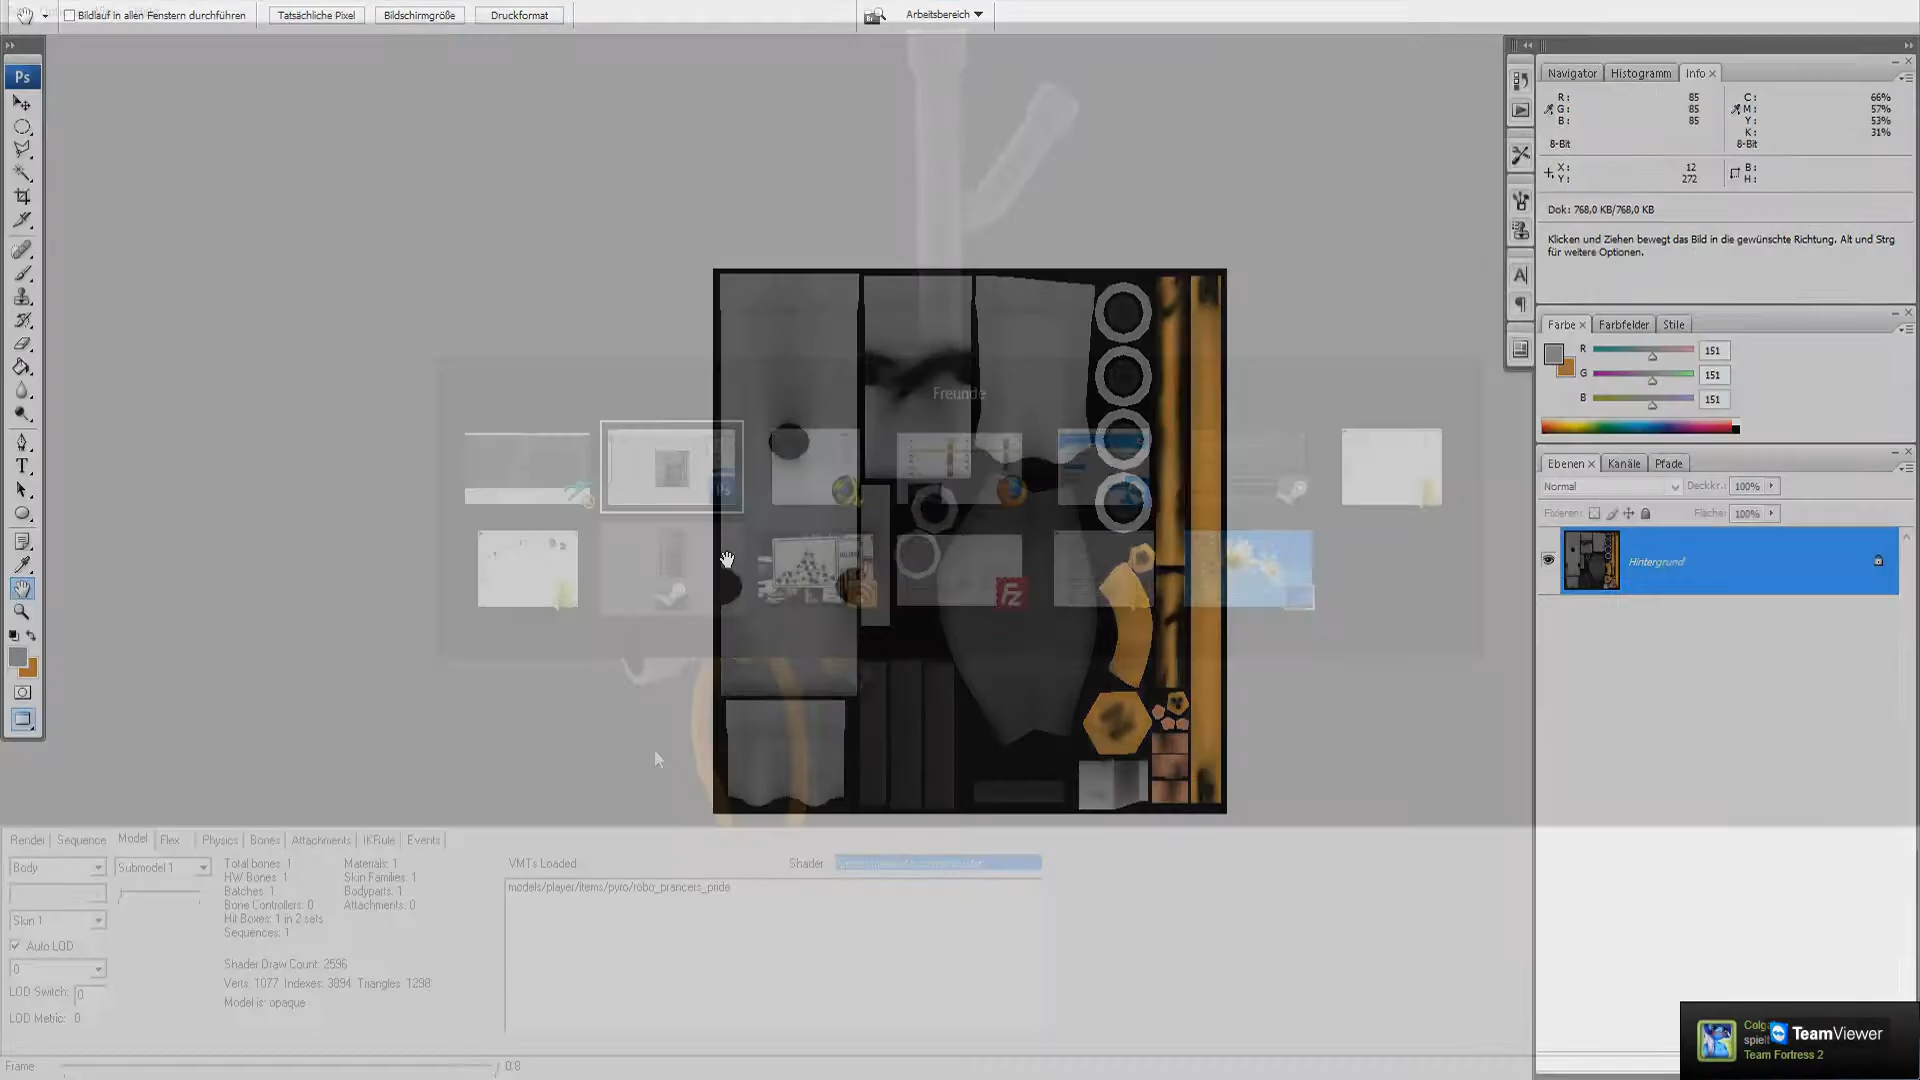 Bildlauf in allen Fenstern durchführen
Tatsächliche Pixel
Bildschirmgröße
Druckformat
Arbeitsbereich
Ps
Navigator
Histogramm
Info
R: 85
G: 85
B: 85
8-Bit
C: 66%
M: 57%
Y: 53%
K: 31%
8-Bit
X: 12
Y: 272
B:
H:
Dok: 768,0 KB/768,0 KB
Klicken und Ziehen bewegt das Bild in die gewünschte Richtung. Alt und Strg
für weitere Optionen.
Farbe
Farbfelder
Stile
R 151
G 151
B 151
Ebenen
Kanäle
Pfade
Normal
Deckkr.: 100%
Fixieren:
Fläche: 100%
Hintergrund
Freunde
Fz
Render
Sequence
Model
Flex
Physics
Bones
Attachments
IKRule
Events
Body
Submodel 1
Skin 1
Auto LOD
0
LOD Switch: 0
LOD Metric: 0
Total bones: 1
HW Bones: 1
Batches: 1
Bone Controllers: 0
Hit Boxes: 1 in 2 sets
Sequences: 1
Materials: 1
Skin Families: 1
Bodyparts: 1
Attachments: 0
Shader Draw Count: 2596
Verts: 1077 Indexes: 3894 Triangles: 1298
Model is: opaque
VMTs Loaded
Shader
models/player/items/pyro/robo_prancers_pride
Frame
0.8
spielt
Team Fortress 2
TeamViewer